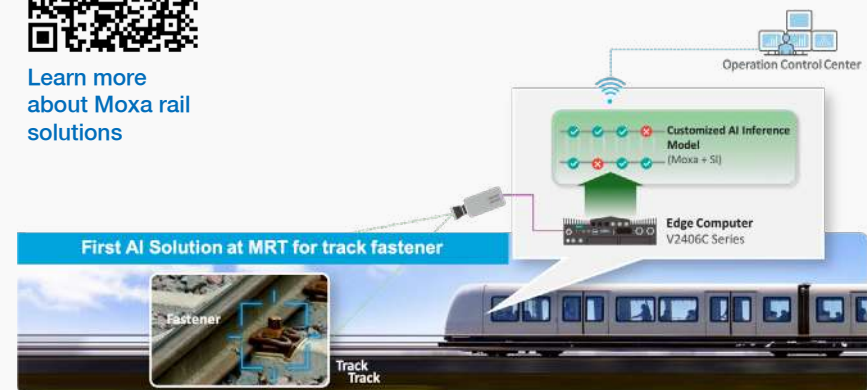 Learn more
about Moxa rail
solutions
Operation Control Center
Customized AI Inference
Model
(Moxa + SI)
Edge Computer
V2406C Series
First AI Solution at MRT for track fastener
Fastener
Track
Track